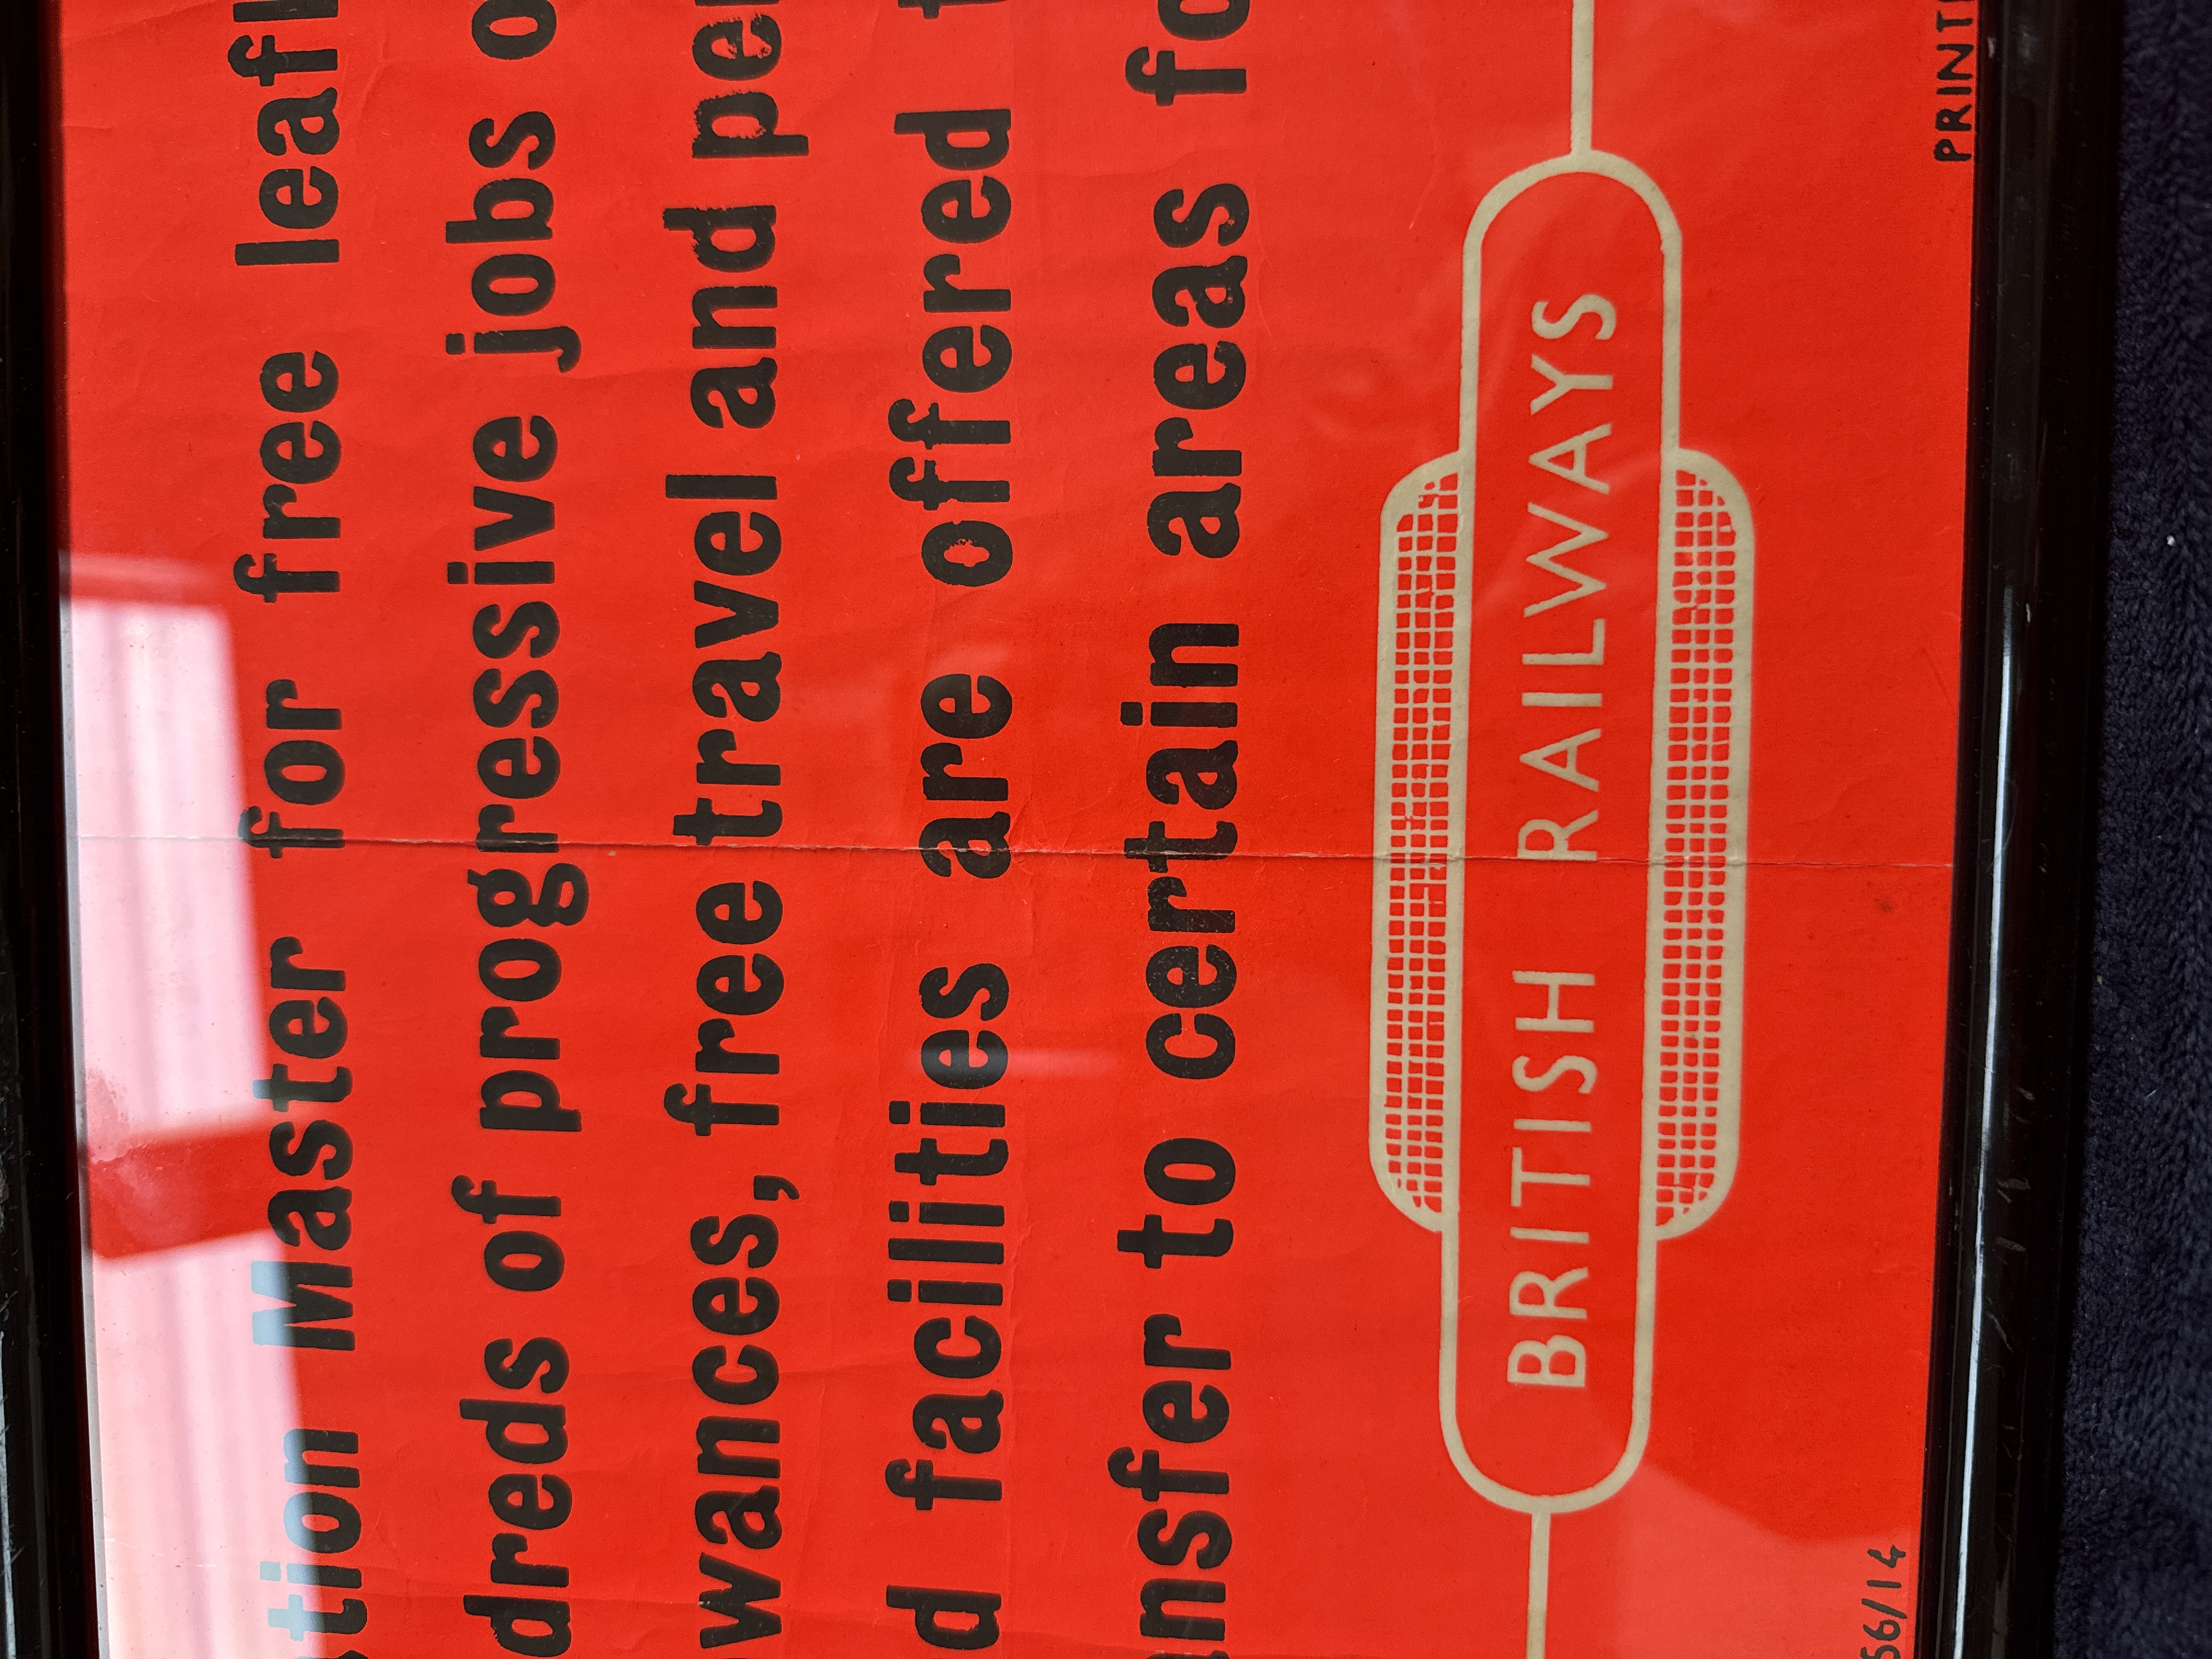 tion Master for free leafl
dreds of progressive jobs o
wances, free travel and pe
d facilities are offered t
nsfer to certain areas fo
BRITISH RAILWAYS
56/14 PRINT